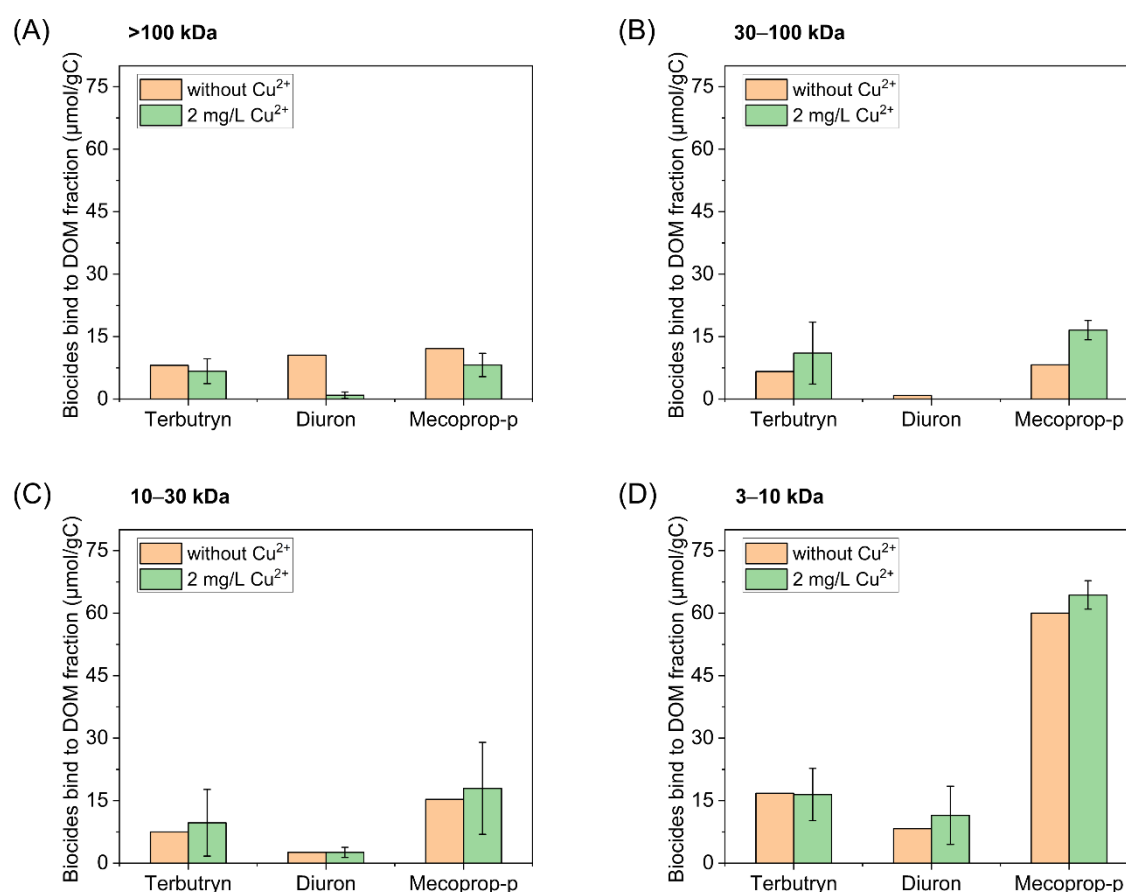 (A) >100 kDa
Biocides bind to DOM fraction (µmol/gC)
75
60
45
30
15
0
without Cu²⁺
2 mg/L Cu²⁺
Terbutryn Diuron Mecoprop-p
(B) 30–100 kDa
Biocides bind to DOM fraction (µmol/gC)
75
60
45
30
15
0
without Cu²⁺
2 mg/L Cu²⁺
Terbutryn Diuron Mecoprop-p
(C) 10–30 kDa
Biocides bind to DOM fraction (µmol/gC)
75
60
45
30
15
0
without Cu²⁺
2 mg/L Cu²⁺
Terbutryn Diuron Mecoprop-p
(D) 3–10 kDa
Biocides bind to DOM fraction (µmol/gC)
75
60
45
30
15
0
without Cu²⁺
2 mg/L Cu²⁺
Terbutryn Diuron Mecoprop-p